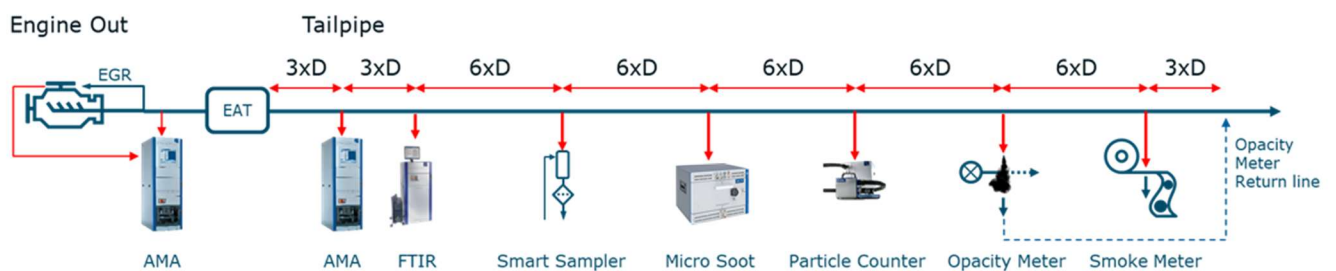 Engine Out
Tailpipe
3xD 3xD 6xD 6xD 6xD 6xD 6xD 3xD
EGR
EAT
Opacity
Meter
Return line
AMA AMA FTIR Smart Sampler Micro Soot Particle Counter Opacity Meter Smoke Meter